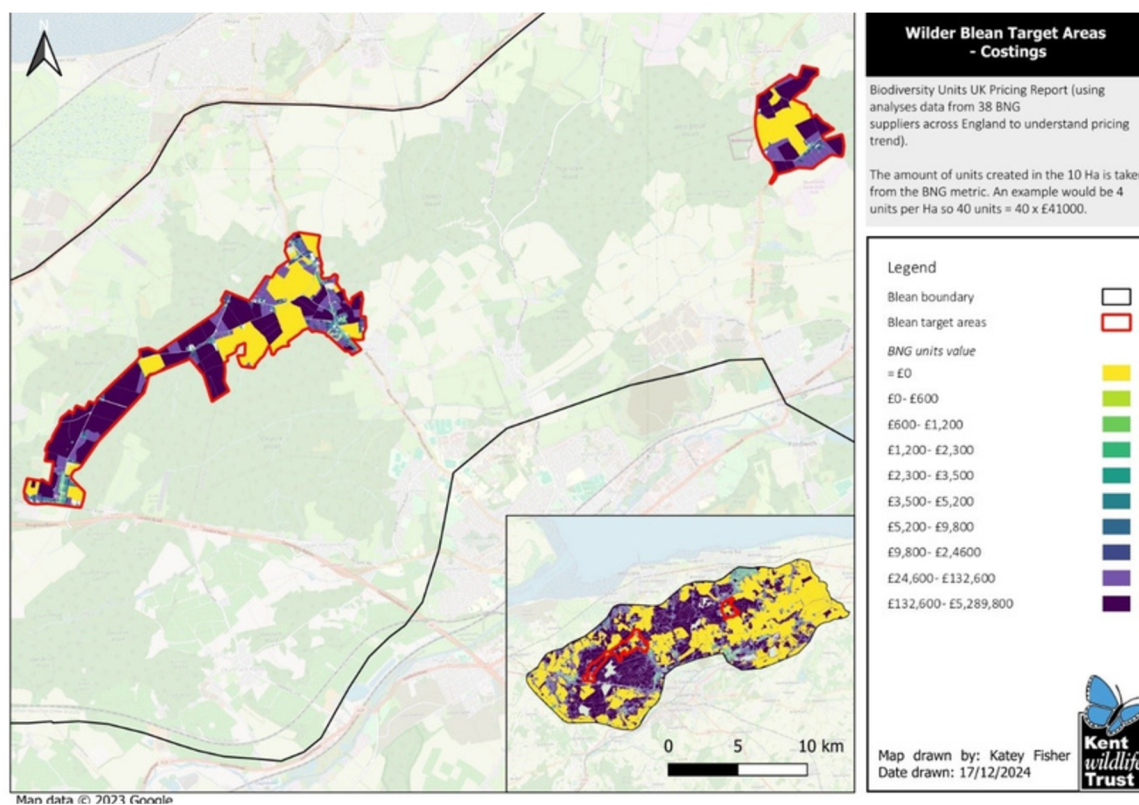 N
Wilder Blean Target Areas
- Costings
Biodiversity Units UK Pricing Report (using
analyses data from 38 BNG
suppliers across England to understand pricing
trend).
The amount of units created in the 10 Ha is taken
from the BNG metric. An example would be 4
units per Ha so 40 units = 40 x £41000.
Legend
Blean boundary
Blean target areas
BNG units value
= £0
£0- £600
£600- £1,200
£1,200- £2,300
£2,300- £3,500
£3,500- £5,200
£5,200- £9,800
£9,800- £2,4600
£24,600- £132,600
£132,600- £5,289,800
0 5 10 km
Map drawn by: Katey Fisher
Date drawn: 17/12/2024
Kent
wildlife
Trust
Map data © 2023 Google